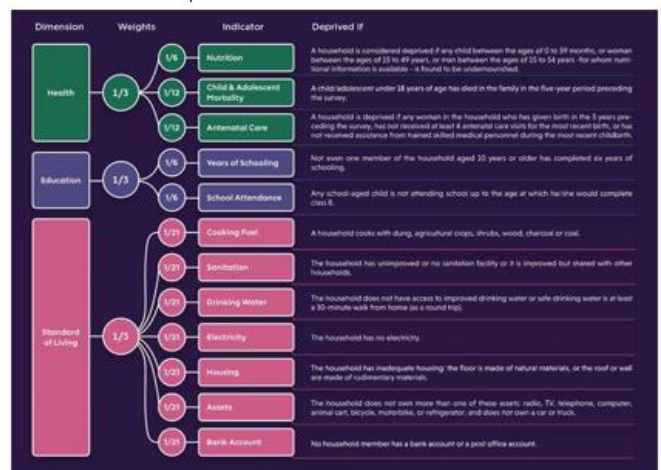 Dimension Weights Indicator Deprived if
Health
1/3
1/6 Nutrition
A household is considered deprived if any child between the ages of 0 to 59 months, or woman
between the ages of 15 to 49 years, or man between the ages of 15 to 54 years -for whom nutri-
tional information is available - is found to be undernourished.
1/12 Child & Adolescent
Mortality
A child/adolescent under 18 years of age has died in the family in the five-year period preceding
the survey.
1/12 Antenatal Care
A household is deprived if any woman in the household who has given birth in the 5 years pre-
ceding the survey, has not received at least 4 antenatal care visits for the most recent birth, or has
not received assistance from trained skilled medical personnel during the most recent childbirth.
Education
1/3
1/6 Years of Schooling
Not even one member of the household aged 10 years or older has completed six years of
schooling.
1/6 School Attendance
Any school-aged child is not attending school up to the age at which he/she would complete
class 8.
Standard
of Living
1/3
1/21 Cooking Fuel
A household cooks with dung, agricultural crops, shrubs, wood, charcoal or coal.
1/21 Sanitation
The household has unimproved or no sanitation facility or it is improved but shared with other
households.
1/21 Drinking Water
The household does not have access to improved drinking water or safe drinking water is at least
a 30-minute walk from home (as a round trip).
1/21 Electricity
The household has no electricity.
1/21 Housing
The household has inadequate housing: the floor is made of natural materials, or the roof or wall
are made of rudimentary materials.
1/21 Assets
The household does not own more than one of these assets: radio, TV, telephone, computer,
animal cart, bicycle, motorbike, or refrigerator; and does not own a car or truck.
1/21 Bank Account
No household member has a bank account or a post office account.